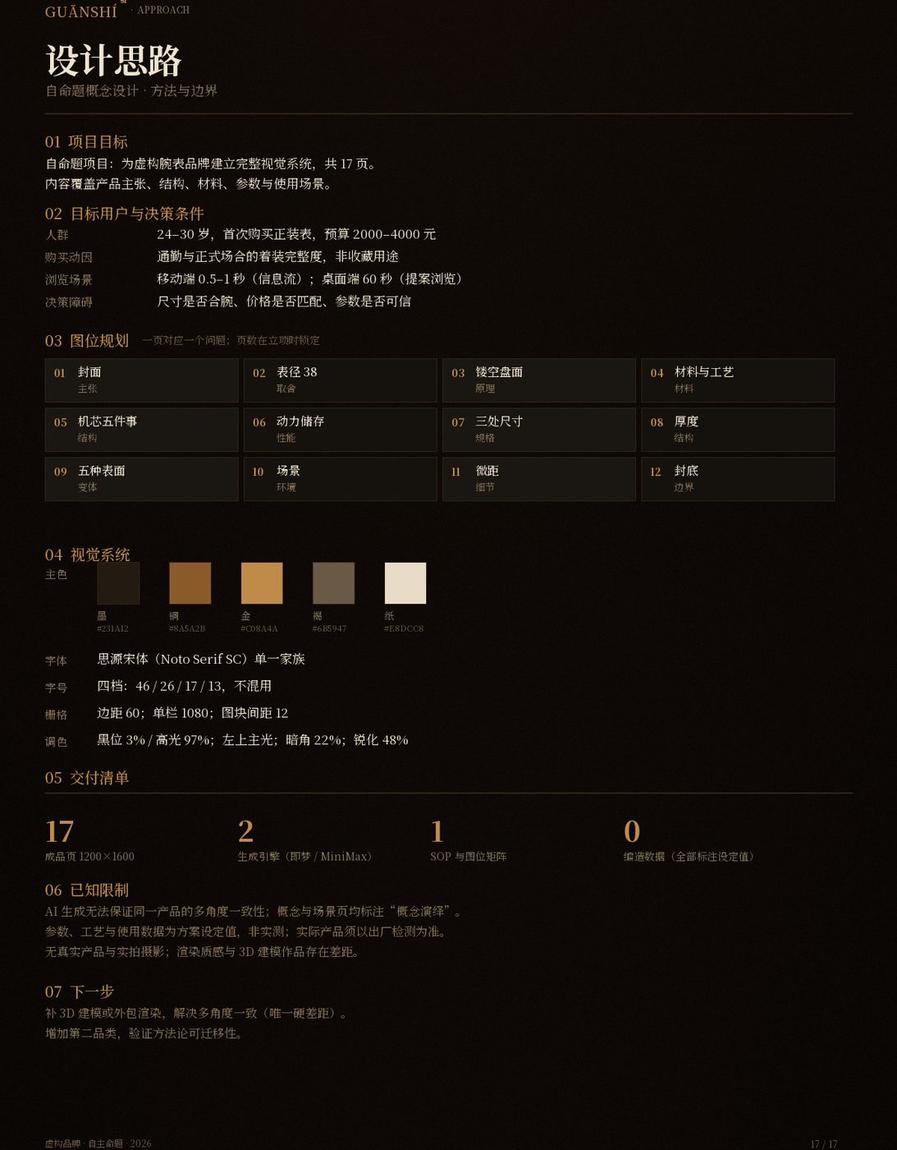 GUĀNSHÍ · APPROACH
设计思路
自命题概念设计 · 方法与边界
01 项目目标
自命题项目：为虚构腕表品牌建立完整视觉系统，共 17 页。
内容覆盖产品主张、结构、材料、参数与使用场景。
02 目标用户与决策条件
人群 24–30 岁，首次购买正装表，预算 2000–4000 元
购买动因 通勤与正式场合的着装完整度，非收藏用途
浏览场景 移动端 0.5–1 秒（信息流）；桌面端 60 秒（提案浏览）
决策障碍 尺寸是否合腕、价格是否匹配、参数是否可信
03 图位规划 一页对应一个问题；页数在立项时锁定
01 封面 02 表径 38 03 镂空盘面 04 材料与工艺
主张 取舍 原理 材料
05 机芯五件事 06 动力储存 07 三处尺寸 08 厚度
结构 性能 规格 结构
09 五种表面 10 场景 11 微距 12 封底
变体 环境 细节 边界
04 视觉系统
主色
墨 铜 金 褐 纸
#231A12 #8A5A2B #C08A4A #6B5947 #E8DCC8
字体 思源宋体（Noto Serif SC）单一家族
字号 四档：46 / 26 / 17 / 13，不混用
栅格 边距 60；单栏 1080；图块间距 12
调色 黑位 3% / 高光 97%；左上主光；暗角 22%；锐化 48%
05 交付清单
17 2 1 0
成品页 1200×1600 生成引擎（即梦 / MiniMax） SOP 与图位矩阵 编造数据（全部标注设定值）
06 已知限制
AI 生成无法保证同一产品的多角度一致性；概念与场景页均标注“概念演绎”。
参数、工艺与使用数据为方案设定值，非实测；实际产品须以出厂检测为准。
无真实产品与实拍摄影；渲染质感与 3D 建模作品存在差距。
07 下一步
补 3D 建模或外包渲染，解决多角度一致（唯一硬差距）。
增加第二品类，验证方法论可迁移性。
虚构品牌 · 自主命题 · 2026 17 / 17